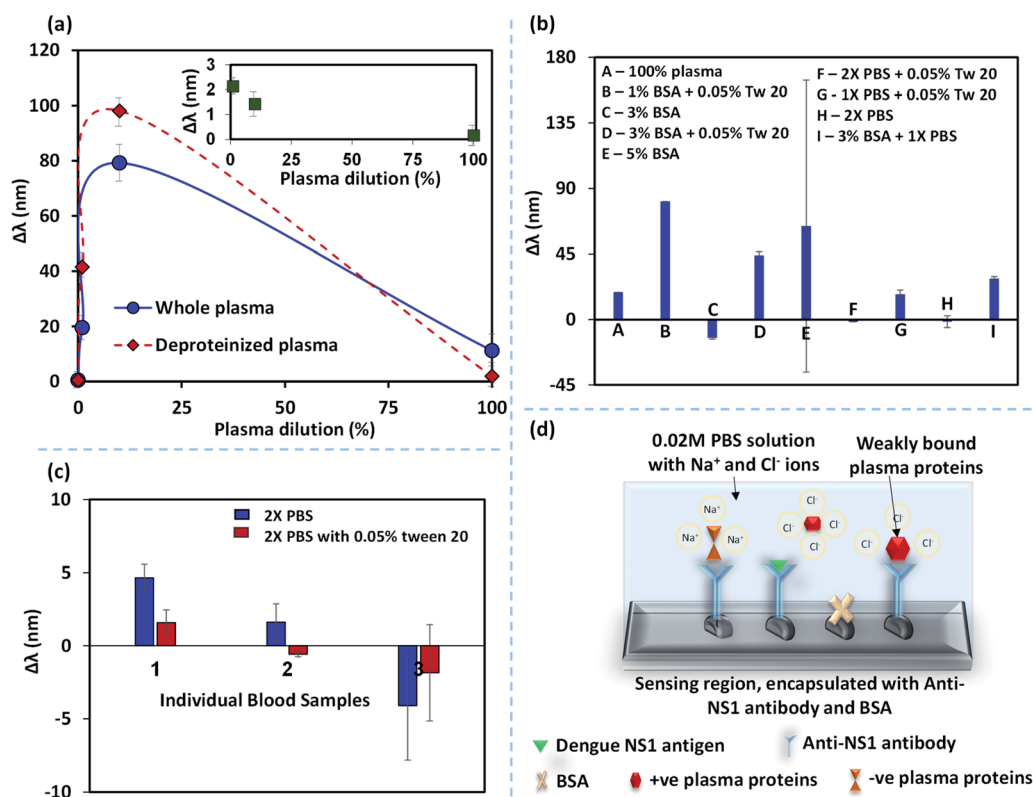 (a)
120
100
80
60
40
20
0
Δλ (nm)
0
25
50
75
100
Plasma dilution (%)
Whole plasma
Deproteinized plasma
3
2
1
0
Δλ (nm)
0
25
50
75
100
Plasma dilution (%)
(b)
180
135
90
45
0
-45
Δλ (nm)
A – 100% plasma
B – 1% BSA + 0.05% Tw 20
C – 3% BSA
D – 3% BSA + 0.05% Tw 20
E – 5% BSA
F – 2X PBS + 0.05% Tw 20
G - 1X PBS + 0.05% Tw 20
H – 2X PBS
I – 3% BSA + 1X PBS
A
B
C
D
E
F
G
H
I
(c)
10
5
0
-5
-10
Δλ (nm)
2X PBS
2X PBS with 0.05% tween 20
1
2
3
Individual Blood Samples
(d)
0.02M PBS solution
with Na⁺ and Cl⁻ ions
Weakly bound
plasma proteins
Na⁺
Na⁺
Na⁺
Cl⁻
Cl⁻
Cl⁻
Cl⁻
Cl⁻
Cl⁻
Cl⁻
Sensing region, encapsulated with Anti-
NS1 antibody and BSA
Dengue NS1 antigen
Anti-NS1 antibody
BSA
+ve plasma proteins
-ve plasma proteins